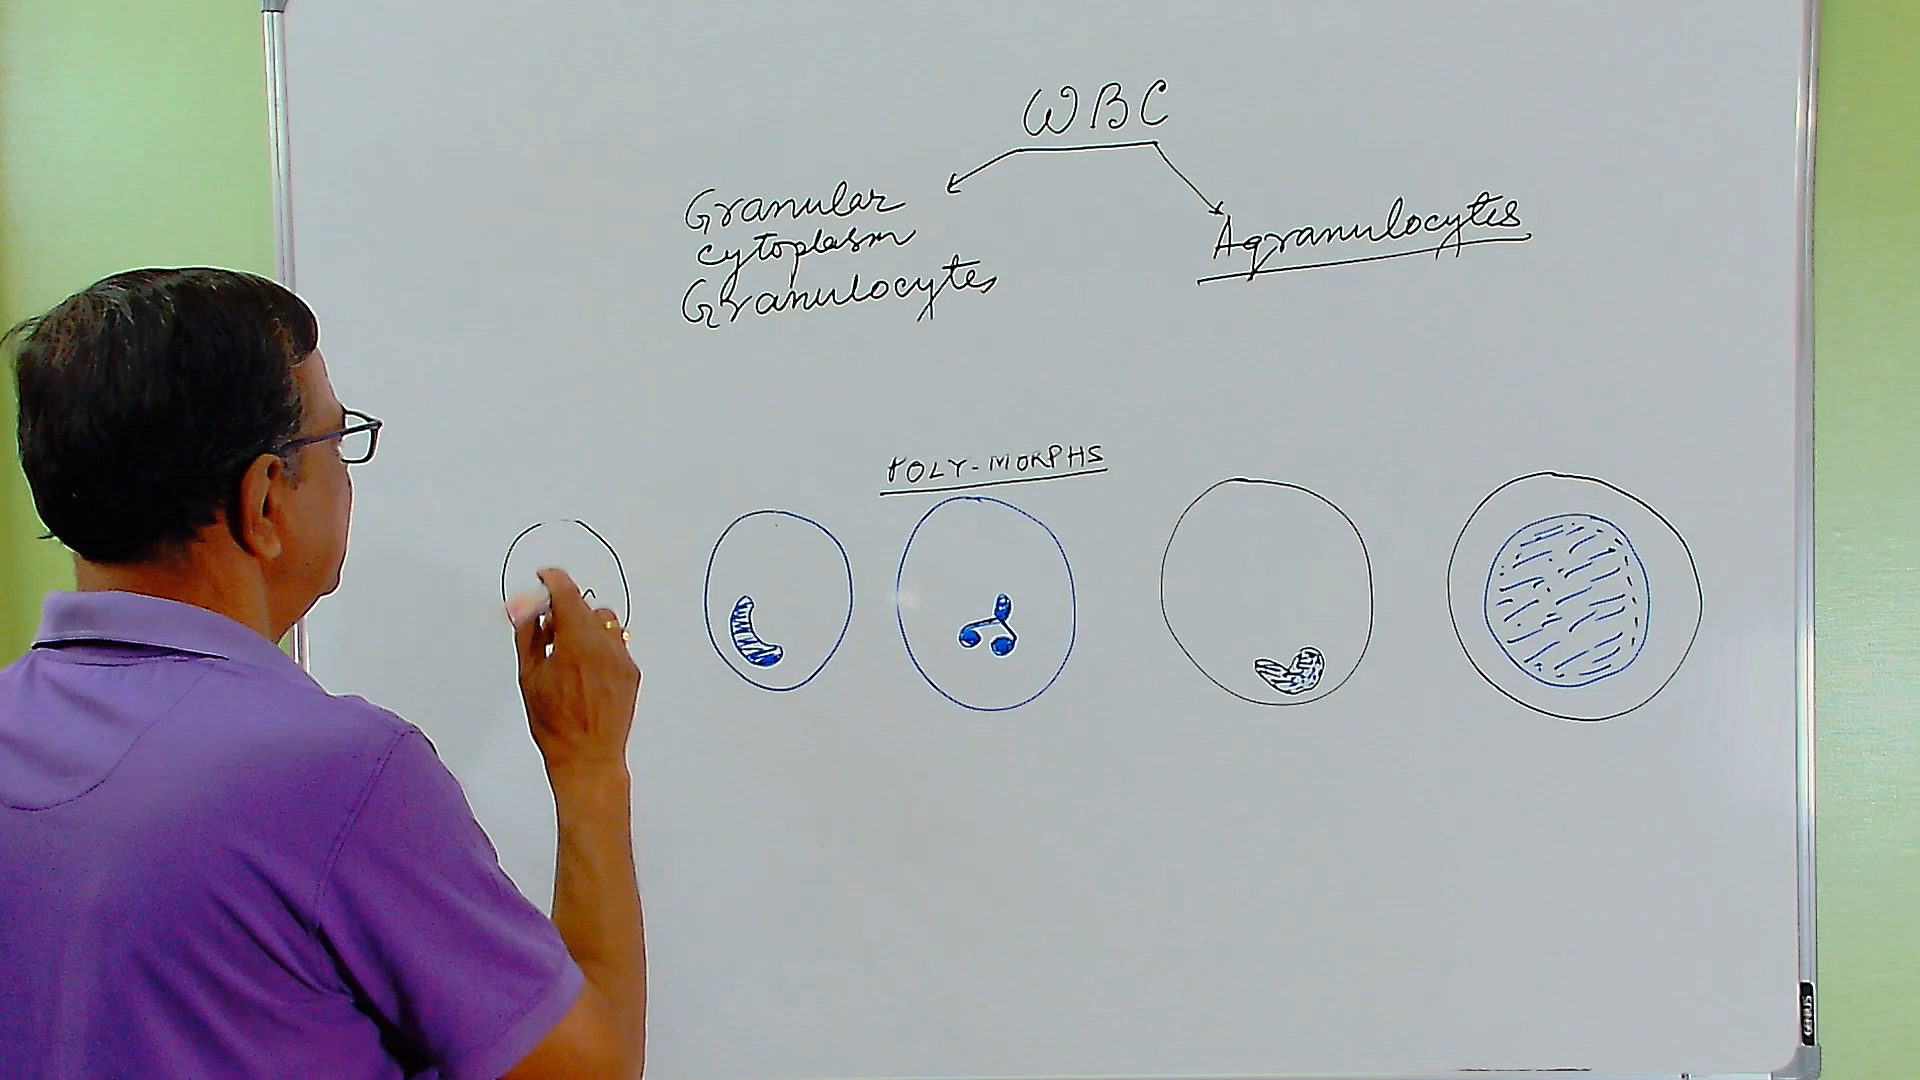 WBC
Granular
cytoplasm
Granulocytes
Agranulocytes
POLY-MORPHS